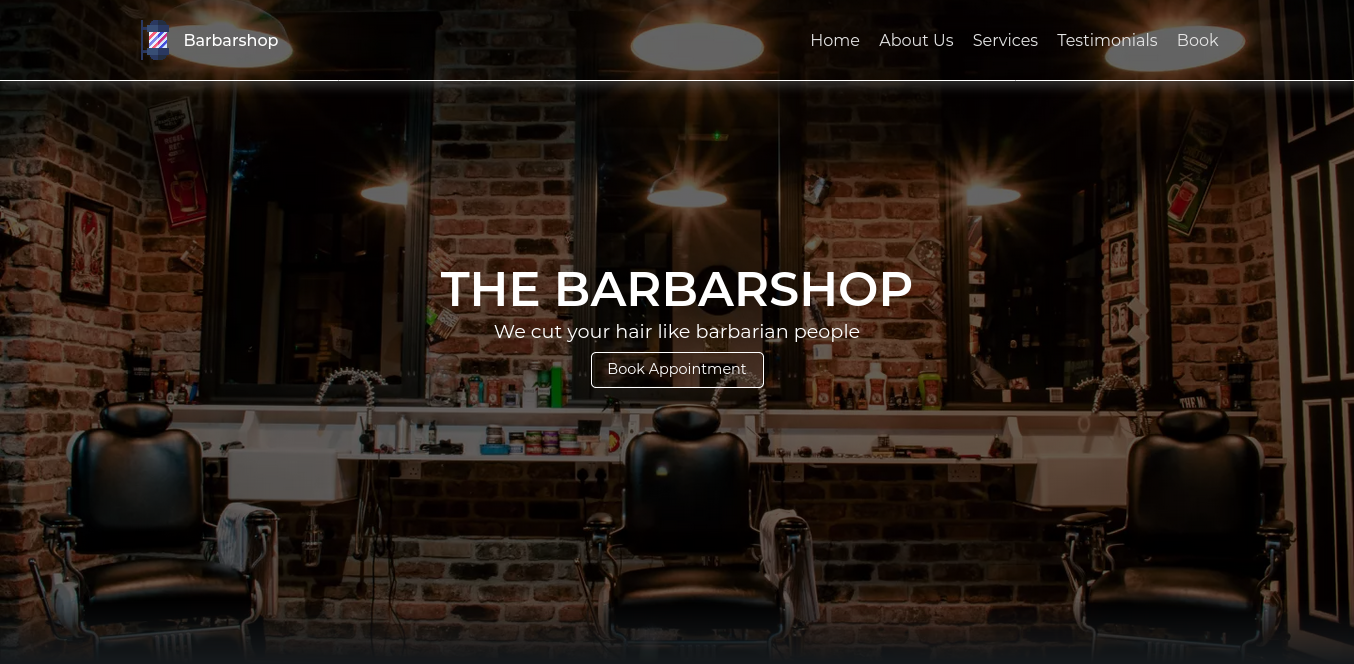 Barbarshop
Home About Us Services Testimonials Book
THE BARBARSHOP
We cut your hair like barbarian people
Book Appointment